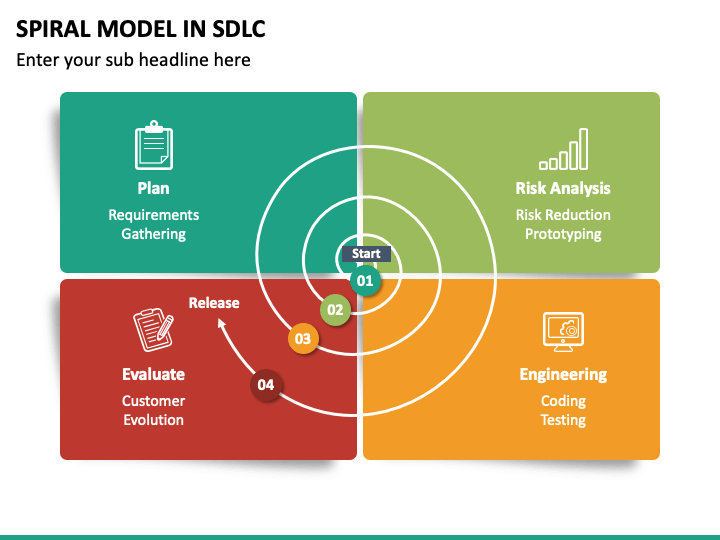 SPIRAL MODEL IN SDLC
Enter your sub headline here
Plan
Requirements
Gathering
Risk Analysis
Risk Reduction
Prototyping
Start
01
02
03
04
Release
Evaluate
Customer
Evolution
Engineering
Coding
Testing